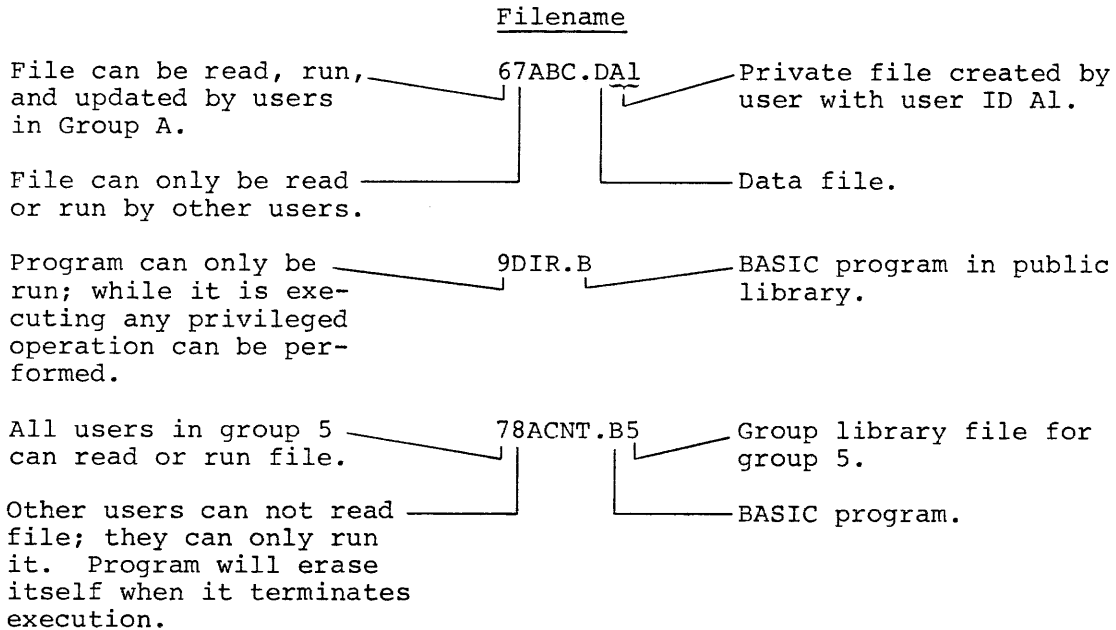 Filename
File can be read, run,
and updated by users
in Group A.
67ABC.DA1
Private file created by
user with user ID A1.
File can only be read
or run by other users.
Data file.
Program can only be
run; while it is exe-
cuting any privileged
operation can be per-
formed.
9DIR.B
BASIC program in public
library.
All users in group 5
can read or run file.
78ACNT.B5
Group library file for
group 5.
Other users can not read
file; they can only run
it. Program will erase
itself when it terminates
execution.
BASIC program.